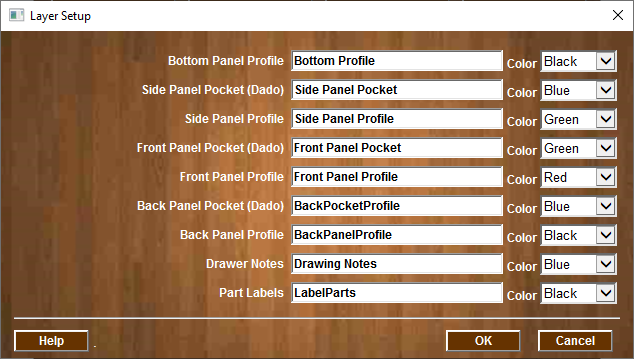 Layer Setup
Bottom Panel Profile Bottom Profile Color Black
Side Panel Pocket (Dado) Side Panel Pocket Color Blue
Side Panel Profile Side Panel Profile Color Green
Front Panel Pocket (Dado) Front Panel Pocket Color Green
Front Panel Profile Front Panel Profile Color Red
Back Panel Pocket (Dado) BackPocketProfile Color Blue
Back Panel Profile BackPanelProfile Color Black
Drawer Notes Drawing Notes Color Blue
Part Labels LabelParts Color Black
Help . OK Cancel